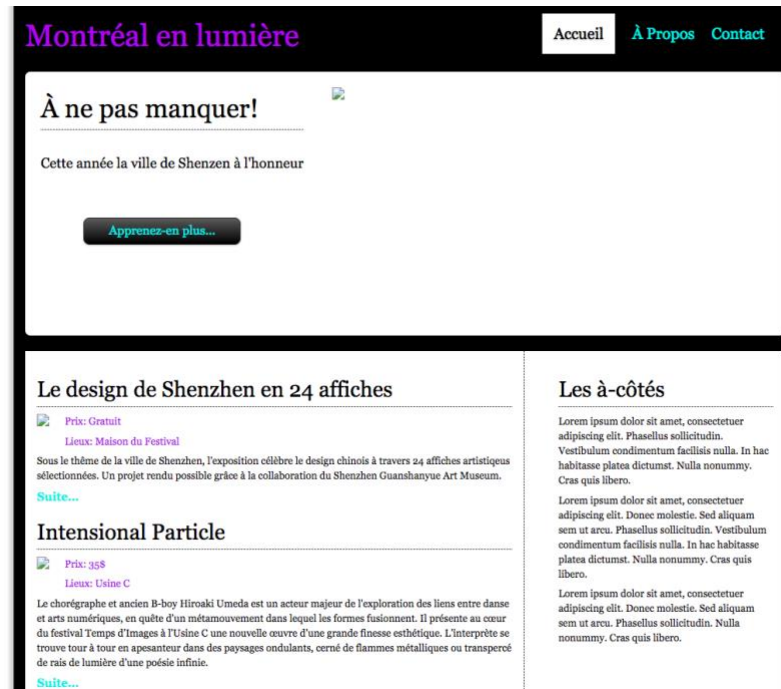 Montréal en lumière
Accueil
À Propos
Contact
À ne pas manquer!
Cette année la ville de Shenzen à l'honneur
Apprenez-en plus...
Le design de Shenzhen en 24 affiches
Prix: Gratuit
Lieux: Maison du Festival
Sous le thème de la ville de Shenzhen, l'exposition célèbre le design chinois à travers 24 affiches artistiqeus
sélectionnées. Un projet rendu possible grâce à la collaboration du Shenzhen Guanshanyue Art Museum.
Suite...
Intensional Particle
Prix: 35$
Lieux: Usine C
Le chorégraphe et ancien B-boy Hiroaki Umeda est un acteur majeur de l'exploration des liens entre danse
et arts numériques, en quête d'un métamouvement dans lequel les formes fusionnent. Il présente au cœur
du festival Temps d'Images à l'Usine C une nouvelle œuvre d'une grande finesse esthétique. L'interprète se
trouve tour à tour en apesanteur dans des paysages ondulants, cerné de flammes métalliques ou transpercé
de rais de lumière d'une poésie infinie.
Suite...
Les à-côtés
Lorem ipsum dolor sit amet, consectetuer
adipiscing elit. Phasellus sollicitudin.
Vestibulum condimentum facilisis nulla. In hac
habitasse platea dictumst. Nulla nonummy.
Cras quis libero.
Lorem ipsum dolor sit amet, consectetuer
adipiscing elit. Donec molestie. Sed aliquam
sem ut arcu. Phasellus sollicitudin. Vestibulum
condimentum facilisis nulla. In hac habitasse
platea dictumst. Nulla nonummy. Cras quis
libero.
Lorem ipsum dolor sit amet, consectetuer
adipiscing elit. Donec molestie. Sed aliquam
sem ut arcu. Phasellus sollicitudin. Nulla
nonummy. Cras quis libero.